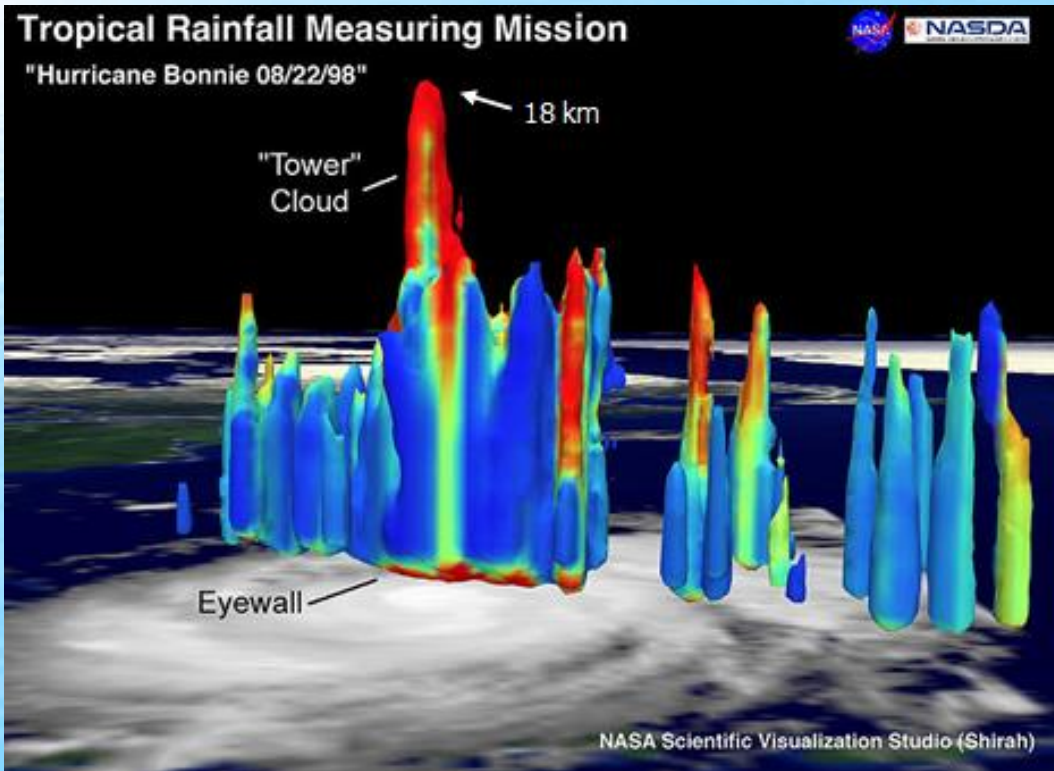 Tropical Rainfall Measuring Mission
NASA
NASDA
"Hurricane Bonnie 08/22/98"
18 km
"Tower"
Cloud
Eyewall
NASA Scientific Visualization Studio (Shirah)